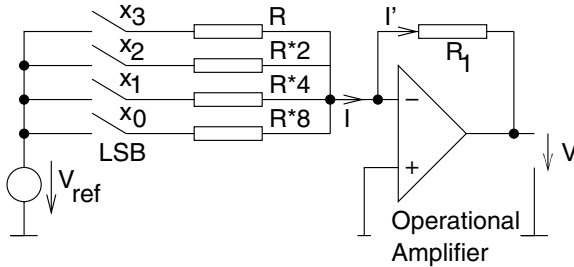 x3 R
x2 R*2
x1 R*4
x0 R*8
LSB
Vref
I
I'
R1
−
+
V
Operational
Amplifier